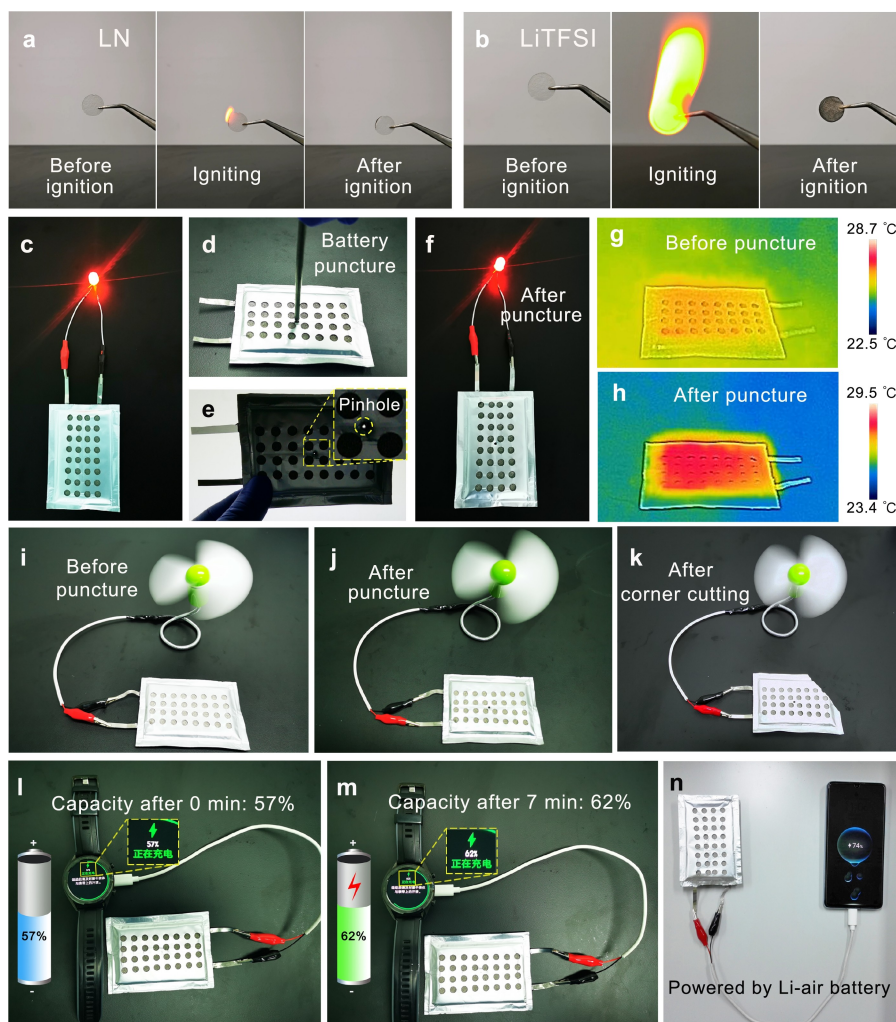 a
LN
Before
ignition
Igniting
After
ignition
b
LiTFSI
Before
ignition
Igniting
After
ignition
c
d
Battery
puncture
e
Pinhole
f
After
puncture
g
Before puncture
28.7 °C
22.5 °C
h
After puncture
29.5 °C
23.4 °C
i
Before
puncture
j
After
puncture
k
After
corner cutting
l
Capacity after 0 min: 57%
57%
正在充电
+
57%
-
m
Capacity after 7 min: 62%
62%
正在充电
+
62%
-
n
74%
Powered by Li-air battery